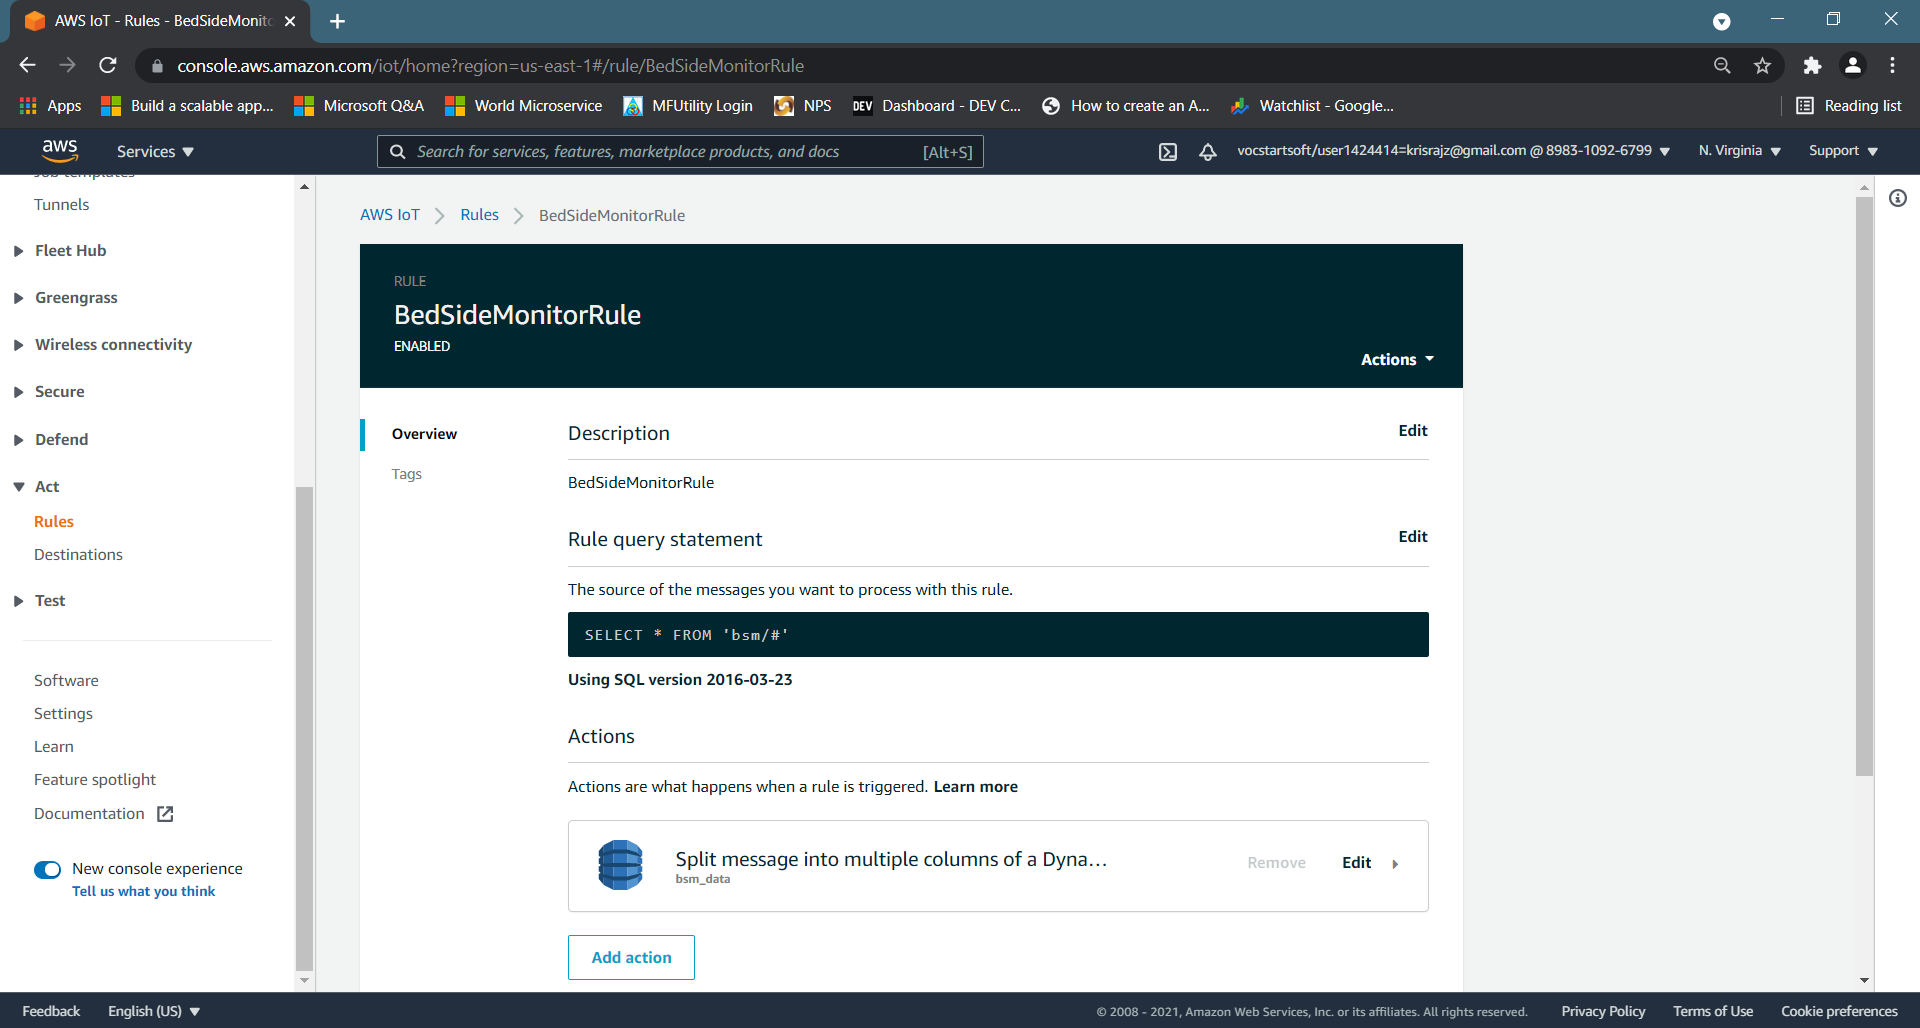 AWS IoT - Rules - BedSideMonito
console.aws.amazon.com/iot/home?region=us-east-1#/rule/BedSideMonitorRule
Apps
Build a scalable app...
Microsoft Q&A
World Microservice
MFUtility Login
NPS
DEV
Dashboard - DEV C...
How to create an A...
Watchlist - Google...
Reading list
aws
Services
Search for services, features, marketplace products, and docs
[Alt+S]
vocstartsoft/user1424414=krisrajz@gmail.com @ 8983-1092-6799
N. Virginia
Support
Job templates
Tunnels
Fleet Hub
Greengrass
Wireless connectivity
Secure
Defend
Act
Rules
Destinations
Test
Software
Settings
Learn
Feature spotlight
Documentation
New console experience
Tell us what you think
AWS IoT
Rules
BedSideMonitorRule
RULE
BedSideMonitorRule
ENABLED
Actions
Overview
Tags
Description
Edit
BedSideMonitorRule
Rule query statement
Edit
The source of the messages you want to process with this rule.
SELECT * FROM 'bsm/#'
Using SQL version 2016-03-23
Actions
Actions are what happens when a rule is triggered. Learn more
Split message into multiple columns of a Dyna...
bsm_data
Remove
Edit
Add action
Feedback
English (US)
© 2008 - 2021, Amazon Web Services, Inc. or its affiliates. All rights reserved.
Privacy Policy
Terms of Use
Cookie preferences